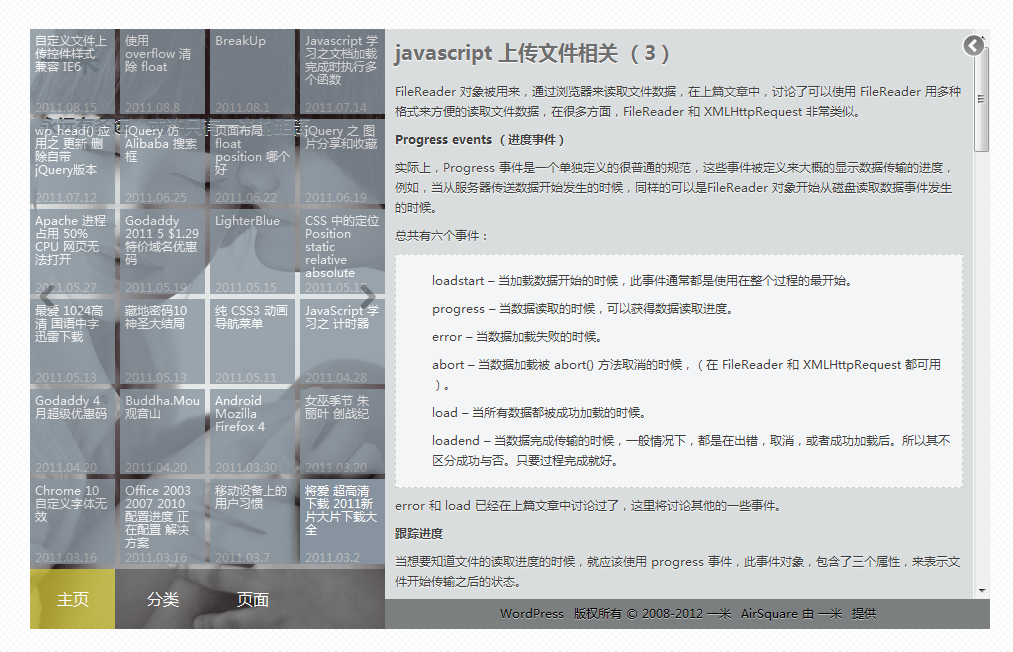 自定义文件上
传控件样式
兼容 IE6
2011.08.15
使用
overflow 清
除 float
2011.08.8
BreakUp
2011.08.1
Javascript 学
习之文档加载
完成时执行多
个函数
2011.07.14
wp_head() 应
用之 更新 删
除自带
jQuery版本
2011.07.12
jQuery 仿
Alibaba 搜索
框
2011.06.25
页面布局
float
position 哪个
好
2011.06.22
jQuery 之 图
片分享和收藏
2011.06.19
Apache 进程
占用 50%
CPU 网页无
法打开
2011.05.27
Godaddy
2011 5 $1.29
特价域名优惠
码
2011.05.19
LighterBlue
2011.05.15
CSS 中的定位
Position
static
relative
absolute
最爱 1024高
清 国语中字
迅雷下载
2011.05.13
藏地密码10
神圣大结局
2011.05.13
纯 CSS3 动画
导航菜单
2011.05.11
JavaScript 学
习之 计时器
2011.04.28
Godaddy 4
月超级优惠码
2011.04.20
Buddha.Mou
观音山
2011.04.20
Android
Mozilla
Firefox 4
2011.03.30
女巫季节 朱
丽叶 创战纪
2011.03.20
Chrome 10
自定义字体无
效
2011.03.16
Office 2003
2007 2010
配置进度 正
在配置 解决
方案
2011.03.16
移动设备上的
用户习惯
2011.03.7
将爱 超高清
下载 2011新
片大片下载大
全
2011.03.2
主页
分类
页面
javascript 上传文件相关 （3）
FileReader 对象被用来，通过浏览器来读取文件数据，在上篇文章中，讨论了可以使用 FileReader 用多种
格式来方便的读取文件数据，在很多方面，FileReader 和 XMLHttpRequest 非常类似。
Progress events （进度事件）
实际上，Progress 事件是一个单独定义的很普通的规范，这些事件被定义来大概的显示数据传输的进度，
例如，当从服务器传送数据开始发生的时候，同样的可以是FileReader 对象开始从磁盘读取数据事件发生
的时候。
总共有六个事件：
loadstart – 当加载数据开始的时候，此事件通常都是使用在整个过程的最开始。
progress – 当数据读取的时候，可以获得数据读取进度。
error – 当数据加载失败的时候。
abort – 当数据加载被 abort() 方法取消的时候，（在 FileReader 和 XMLHttpRequest 都可用
）。
load – 当所有数据都被成功加载的时候。
loadend – 当数据完成传输的时候，一般情况下，都是在出错，取消，或者成功加载后。所以其不
区分成功与否。只要过程完成就好。
error 和 load 已经在上篇文章中讨论过了，这里将讨论其他的一些事件。
跟踪进度
当想要知道文件的读取进度的时候，就应该使用 progress 事件，此事件对象，包含了三个属性，来表示文
件开始传输之后的状态。
WordPress 版权所有 © 2008-2012 一米 AirSquare 由 一米 提供